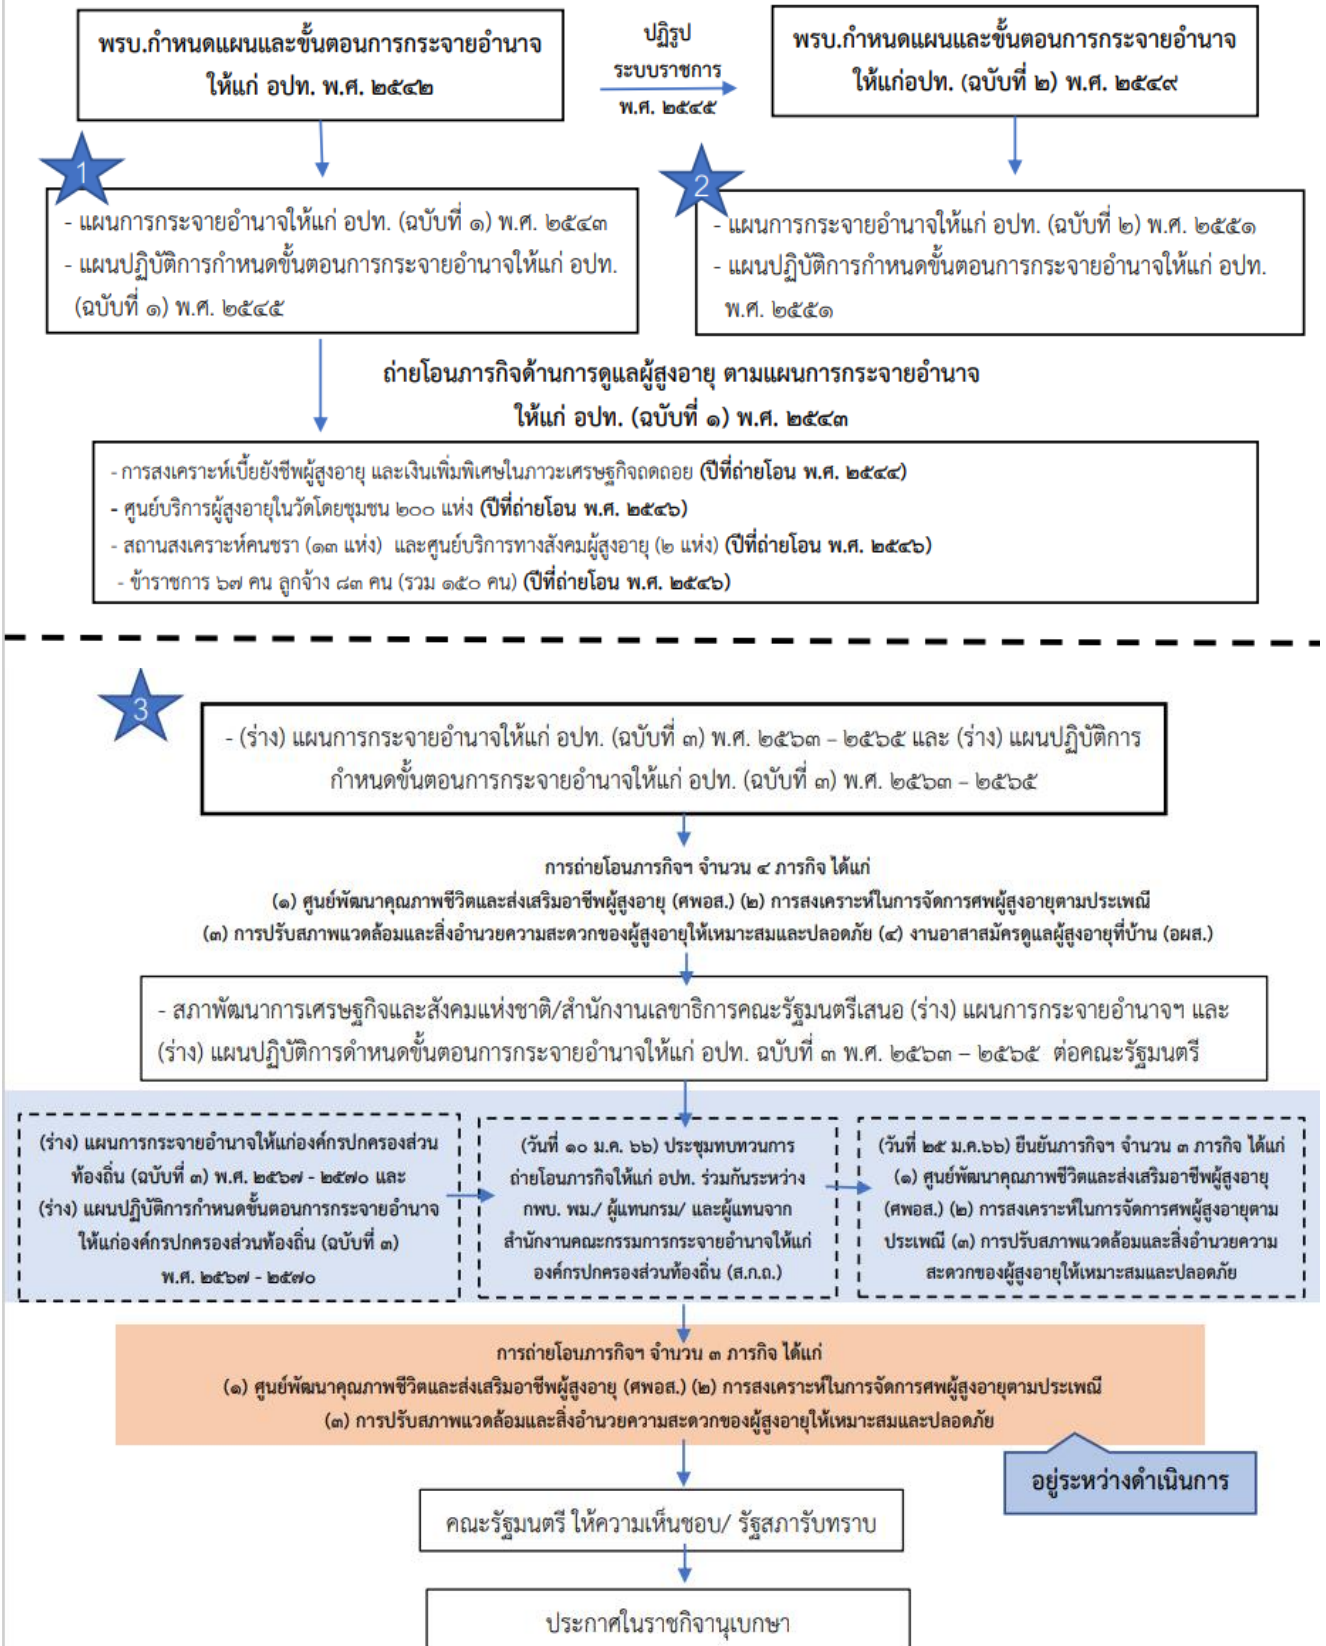 พรบ.กำหนดแผนและขั้นตอนการกระจายอำนาจ
ให้แก่ อปท. พ.ศ. ๒๕๔๒
ปฏิรูป
ระบบราชการ
พ.ศ. ๒๕๔๕
พรบ.กำหนดแผนและขั้นตอนการกระจายอำนาจ
ให้แก่อปท. (ฉบับที่ ๒) พ.ศ. ๒๕๔๙
1
- แผนการกระจายอำนาจให้แก่ อปท. (ฉบับที่ ๑) พ.ศ. ๒๕๔๓
- แผนปฏิบัติการกำหนดขั้นตอนการกระจายอำนาจให้แก่ อปท.
(ฉบับที่ ๑) พ.ศ. ๒๕๔๕
2
- แผนการกระจายอำนาจให้แก่ อปท. (ฉบับที่ ๒) พ.ศ. ๒๕๕๑
- แผนปฏิบัติการกำหนดขั้นตอนการกระจายอำนาจให้แก่ อปท.
พ.ศ. ๒๕๕๑
ถ่ายโอนภารกิจด้านการดูแลผู้สูงอายุ ตามแผนการกระจายอำนาจ
ให้แก่ อปท. (ฉบับที่ ๑) พ.ศ. ๒๕๔๓
- การสงเคราะห์เบี้ยยังชีพผู้สูงอายุ และเงินเพิ่มพิเศษในภาวะเศรษฐกิจถดถอย (ปีที่ถ่ายโอน พ.ศ. ๒๕๔๔)
- ศูนย์บริการผู้สูงอายุในวัดโดยชุมชน ๒๐๐ แห่ง (ปีที่ถ่ายโอน พ.ศ. ๒๕๔๖)
- สถานสงเคราะห์คนชรา (๑๓ แห่ง) และศูนย์บริการทางสังคมผู้สูงอายุ (๒ แห่ง) (ปีที่ถ่ายโอน พ.ศ. ๒๕๔๖)
- ข้าราชการ ๖๗ คน ลูกจ้าง ๘๓ คน (รวม ๑๕๐ คน) (ปีที่ถ่ายโอน พ.ศ. ๒๕๔๖)
3
- (ร่าง) แผนการกระจายอำนาจให้แก่ อปท. (ฉบับที่ ๓) พ.ศ. ๒๕๖๓ – ๒๕๖๕ และ (ร่าง) แผนปฏิบัติการ
กำหนดขั้นตอนการกระจายอำนาจให้แก่ อปท. (ฉบับที่ ๓) พ.ศ. ๒๕๖๓ – ๒๕๖๕
การถ่ายโอนภารกิจฯ จำนวน ๔ ภารกิจ ได้แก่
(๑) ศูนย์พัฒนาคุณภาพชีวิตและส่งเสริมอาชีพผู้สูงอายุ (ศพอส.) (๒) การสงเคราะห์ในการจัดการศพผู้สูงอายุตามประเพณี
(๓) การปรับสภาพแวดล้อมและสิ่งอำนวยความสะดวกของผู้สูงอายุให้เหมาะสมและปลอดภัย (๔) งานอาสาสมัครดูแลผู้สูงอายุที่บ้าน (อผส.)
- สภาพัฒนาการเศรษฐกิจและสังคมแห่งชาติ/สำนักงานเลขาธิการคณะรัฐมนตรีเสนอ (ร่าง) แผนการกระจายอำนาจฯ และ
(ร่าง) แผนปฏิบัติการดำหนดขั้นตอนการกระจายอำนาจให้แก่ อปท. ฉบับที่ ๓ พ.ศ. ๒๕๖๓ – ๒๕๖๕ ต่อคณะรัฐมนตรี
(ร่าง) แผนการกระจายอำนาจให้แก่องค์กรปกครองส่วน
ท้องถิ่น (ฉบับที่ ๓) พ.ศ. ๒๕๖๗ - ๒๕๗๐ และ
(ร่าง) แผนปฏิบัติการกำหนดขั้นตอนการกระจายอำนาจ
ให้แก่องค์กรปกครองส่วนท้องถิ่น (ฉบับที่ ๓)
พ.ศ. ๒๕๖๗ - ๒๕๗๐
(วันที่ ๑๐ ม.ค. ๖๖) ประชุมทบทวนการ
ถ่ายโอนภารกิจให้แก่ อปท. ร่วมกันระหว่าง
กพบ. พม./ ผู้แทนกรม/ และผู้แทนจาก
สำนักงานคณะกรรมการกระจายอำนาจให้แก่
องค์กรปกครองส่วนท้องถิ่น (ส.ก.ถ.)
(วันที่ ๒๕ ม.ค.๖๖) ยืนยันภารกิจฯ จำนวน ๓ ภารกิจ ได้แก่
(๑) ศูนย์พัฒนาคุณภาพชีวิตและส่งเสริมอาชีพผู้สูงอายุ
(ศพอส.) (๒) การสงเคราะห์ในการจัดการศพผู้สูงอายุตาม
ประเพณี (๓) การปรับสภาพแวดล้อมและสิ่งอำนวยความ
สะดวกของผู้สูงอายุให้เหมาะสมและปลอดภัย
การถ่ายโอนภารกิจฯ จำนวน ๓ ภารกิจ ได้แก่
(๑) ศูนย์พัฒนาคุณภาพชีวิตและส่งเสริมอาชีพผู้สูงอายุ (ศพอส.) (๒) การสงเคราะห์ในการจัดการศพผู้สูงอายุตามประเพณี
(๓) การปรับสภาพแวดล้อมและสิ่งอำนวยความสะดวกของผู้สูงอายุให้เหมาะสมและปลอดภัย
อยู่ระหว่างดำเนินการ
คณะรัฐมนตรี ให้ความเห็นชอบ/ รัฐสภารับทราบ
ประกาศในราชกิจานุเบกษา